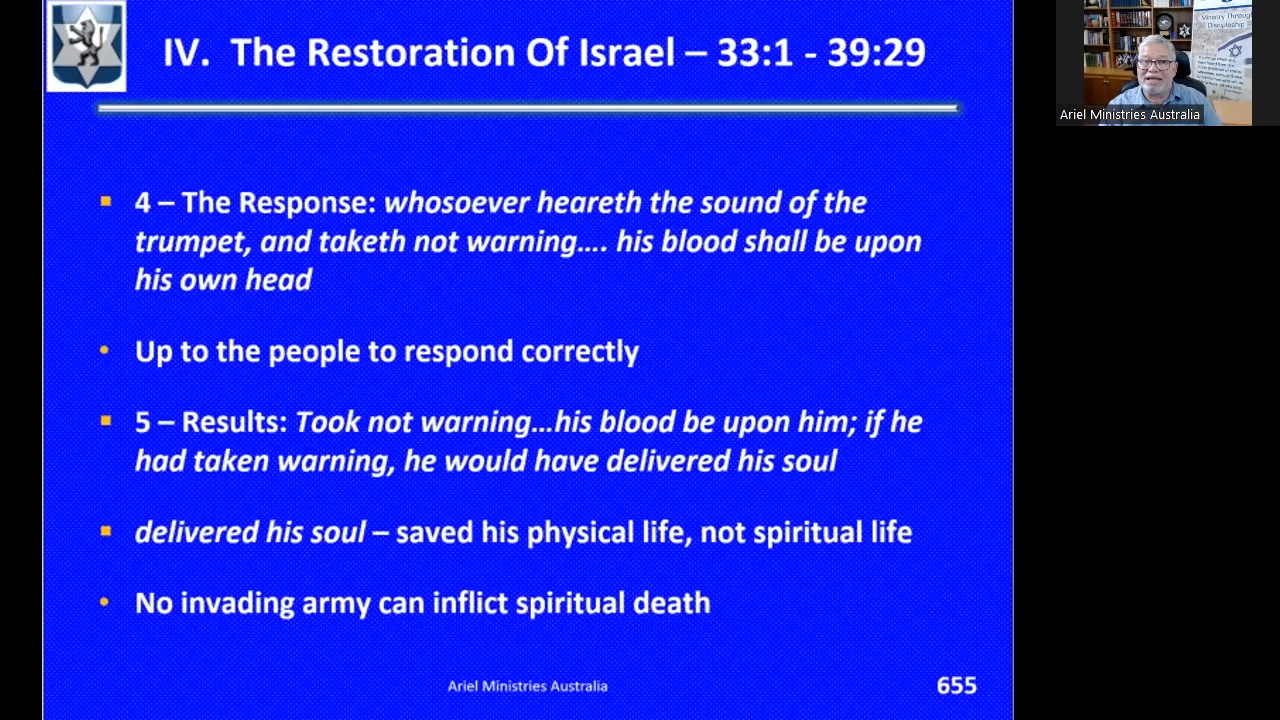 IV. The Restoration Of Israel – 33:1 - 39:29
4 – The Response: whosoever heareth the sound of the
trumpet, and taketh not warning…. his blood shall be upon
his own head
Up to the people to respond correctly
5 – Results: Took not warning…his blood be upon him; if he
had taken warning, he would have delivered his soul
delivered his soul – saved his physical life, not spiritual life
No invading army can inflict spiritual death
Ariel Ministries Australia
655
Ministry Through
Discipleship
Ariel Ministries Australia